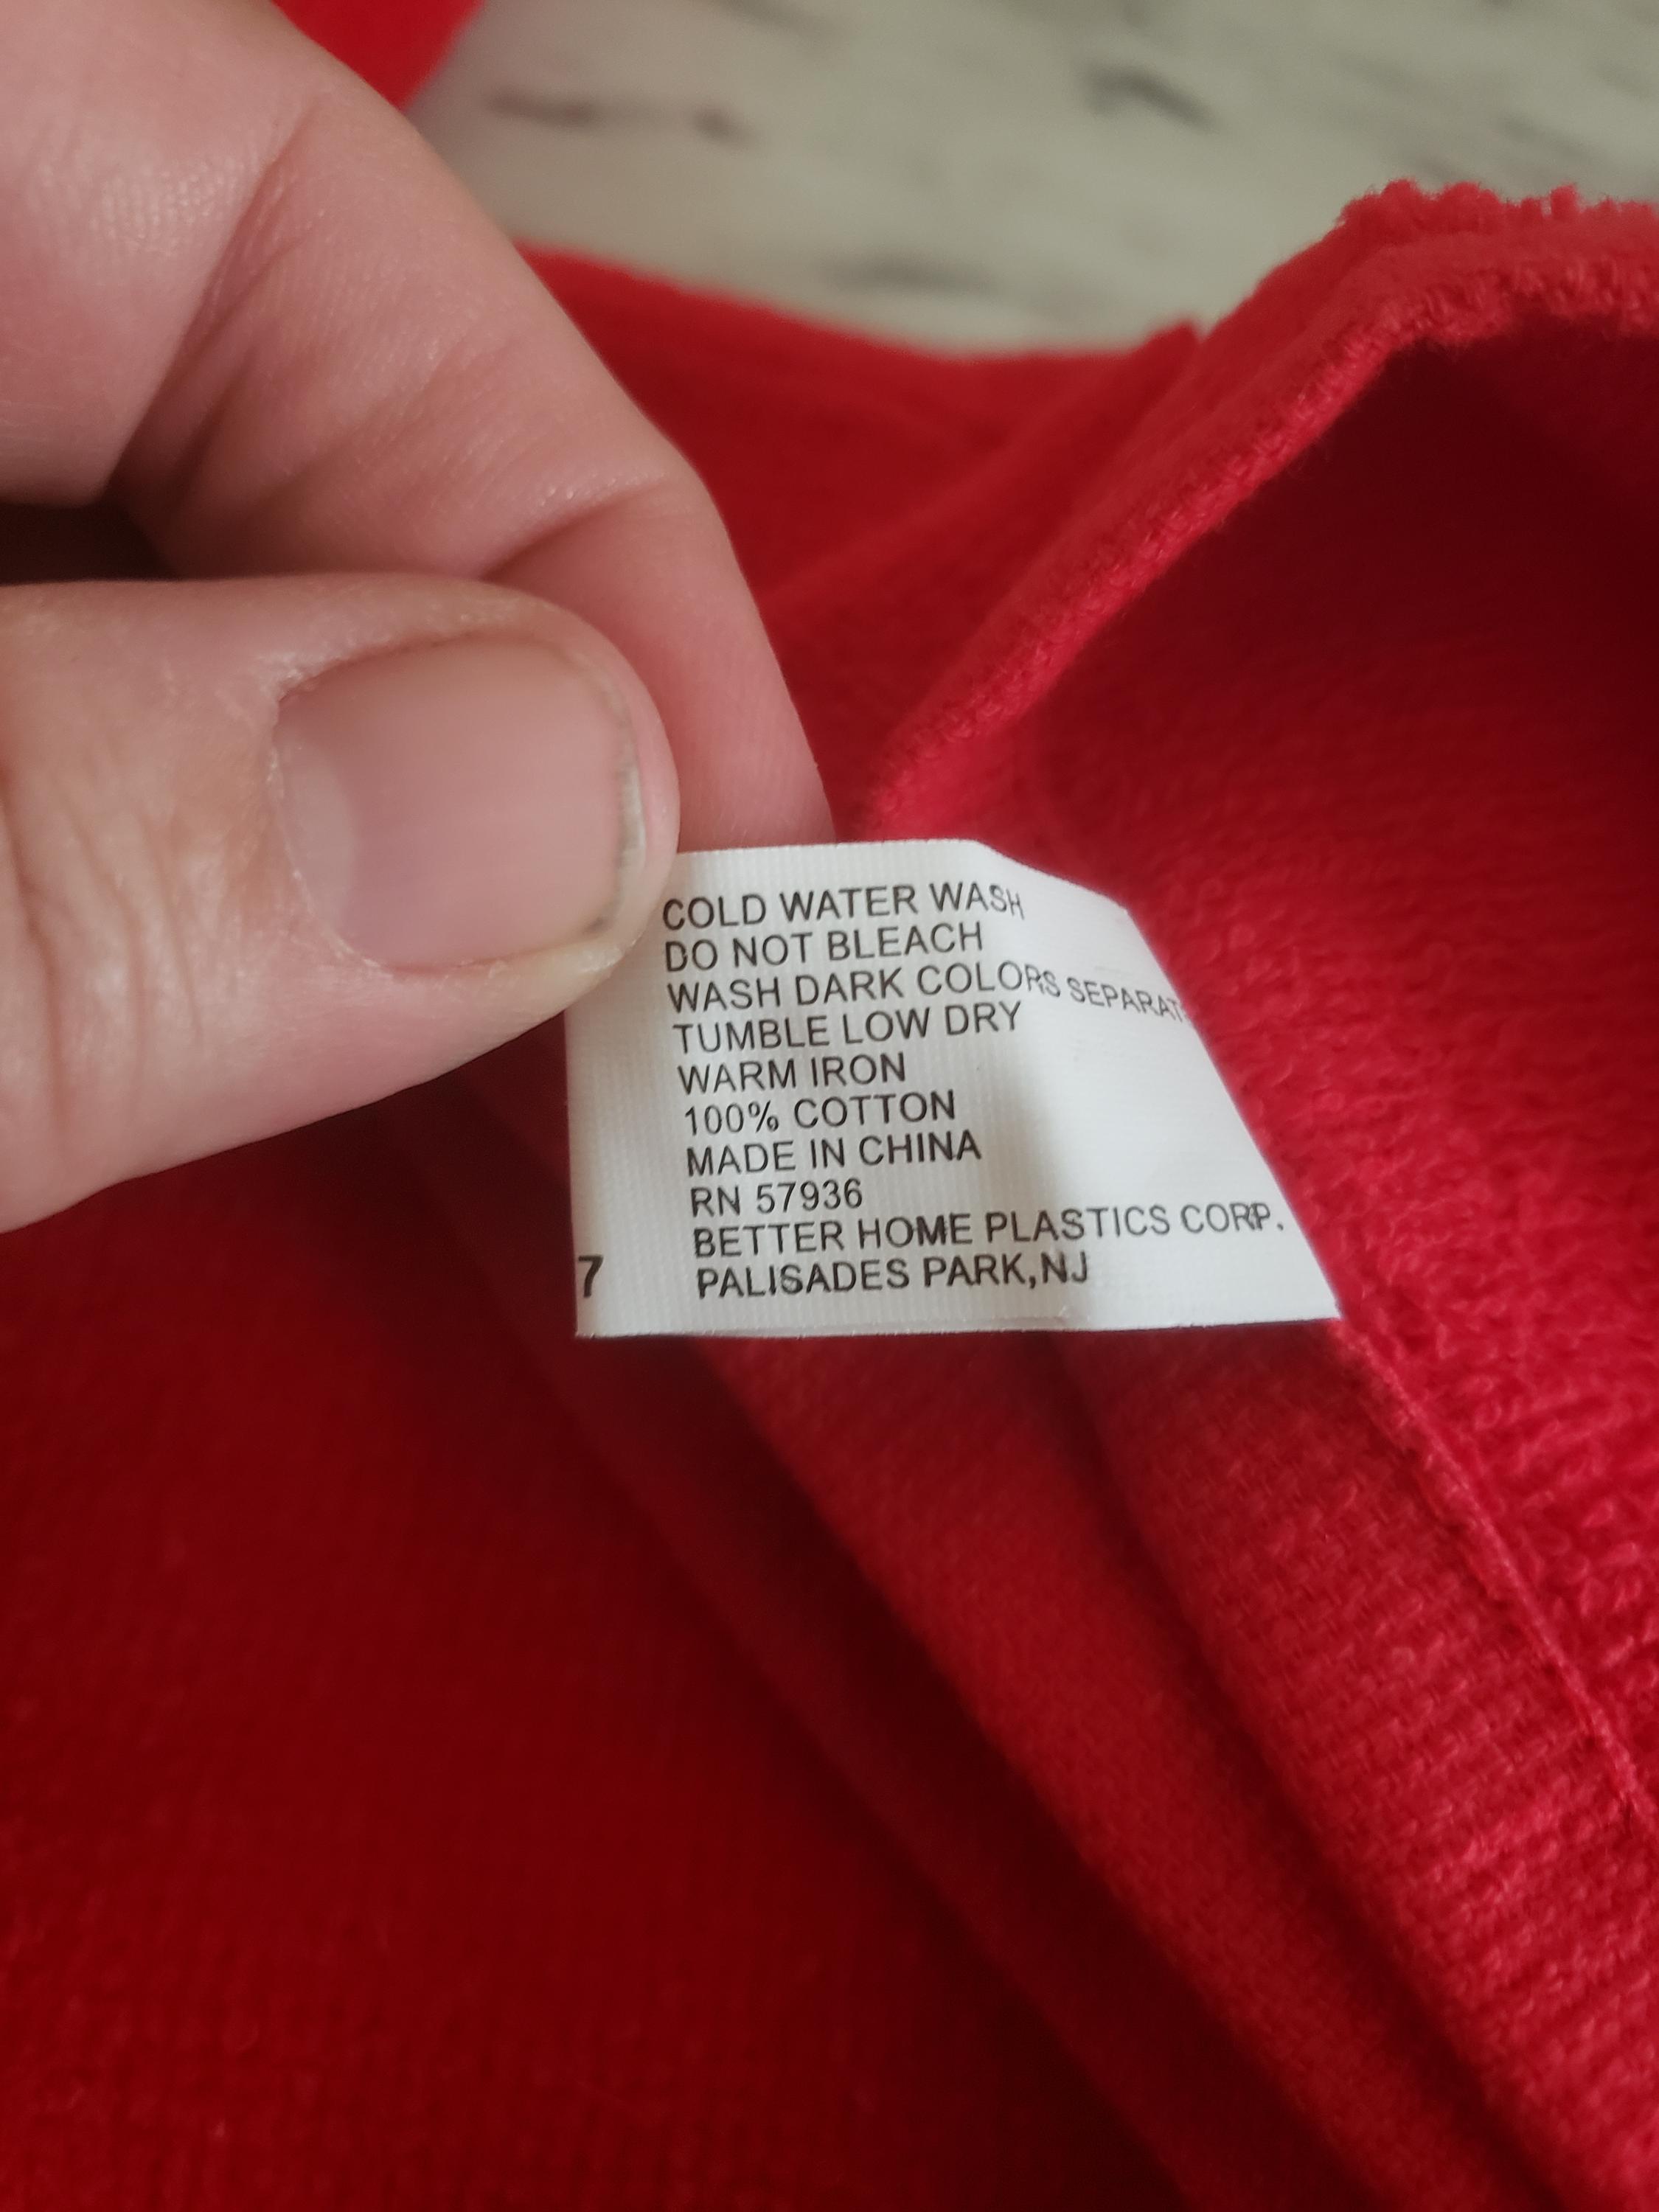 COLD WATER WASH
DO NOT BLEACH
WASH DARK COLORS
TUMBLE LOW DRY
WARM IRON
100% COTTON
MADE IN CHINA
RN 57936
BETTER HOME PLASTICS CORP.
7 PALISADES PARK,NJ